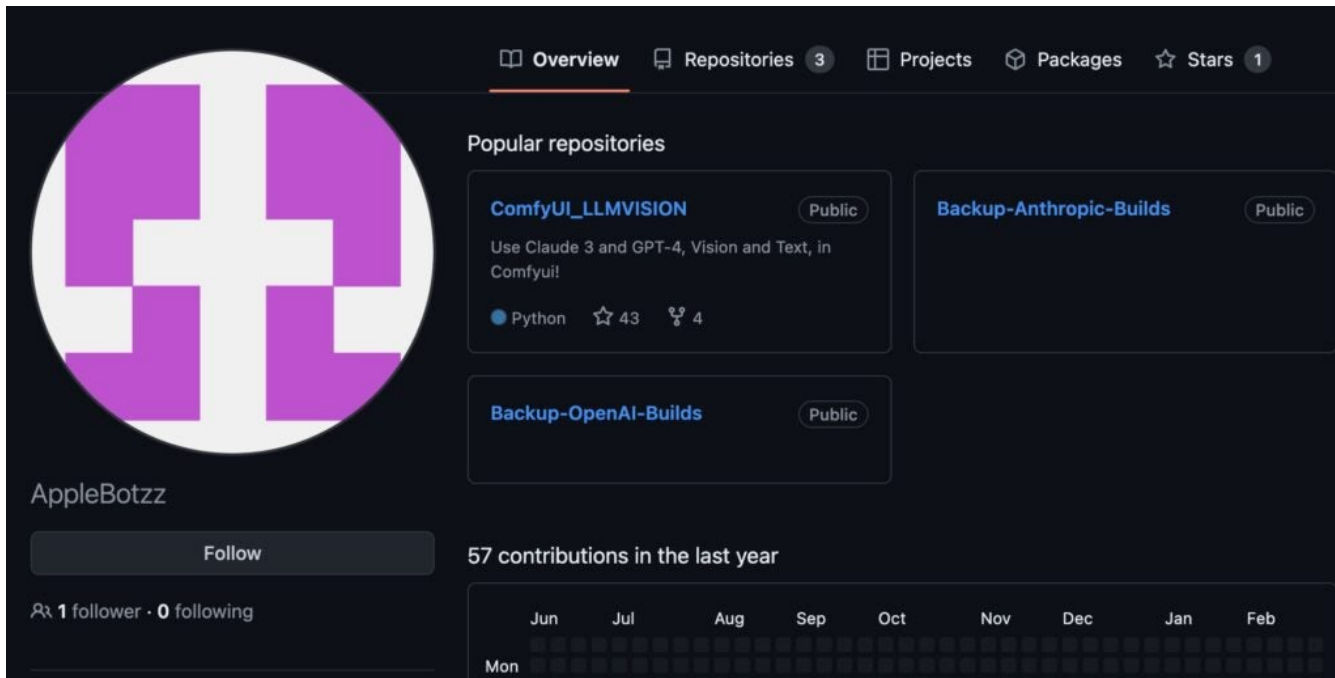 Overview Repositories 3 Projects Packages Stars 1
Popular repositories
ComfyUI_LLMVISION Public
Use Claude 3 and GPT-4, Vision and Text, in
Comfyui!
Python 43 4
Backup-Anthropic-Builds Public
Backup-OpenAI-Builds Public
AppleBotzz
Follow
1 follower · 0 following
57 contributions in the last year
Jun Jul Aug Sep Oct Nov Dec Jan Feb
Mon